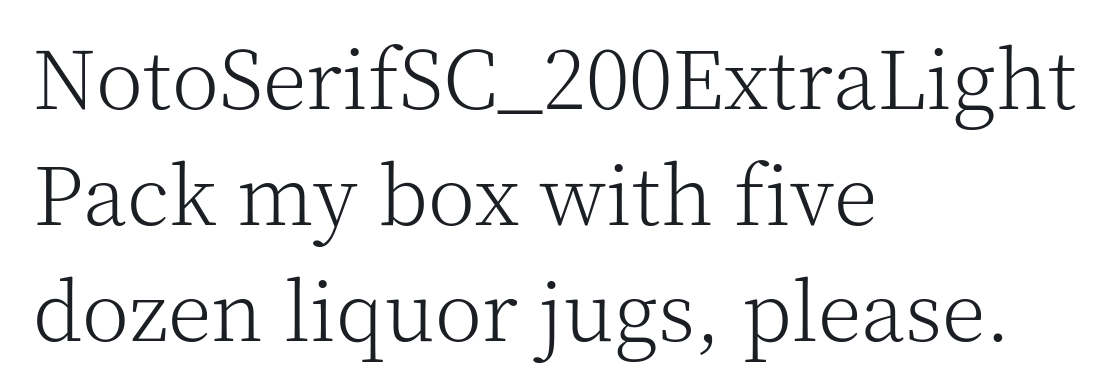 NotoSerifSC_200ExtraLight
Pack my box with five
dozen liquor jugs, please.